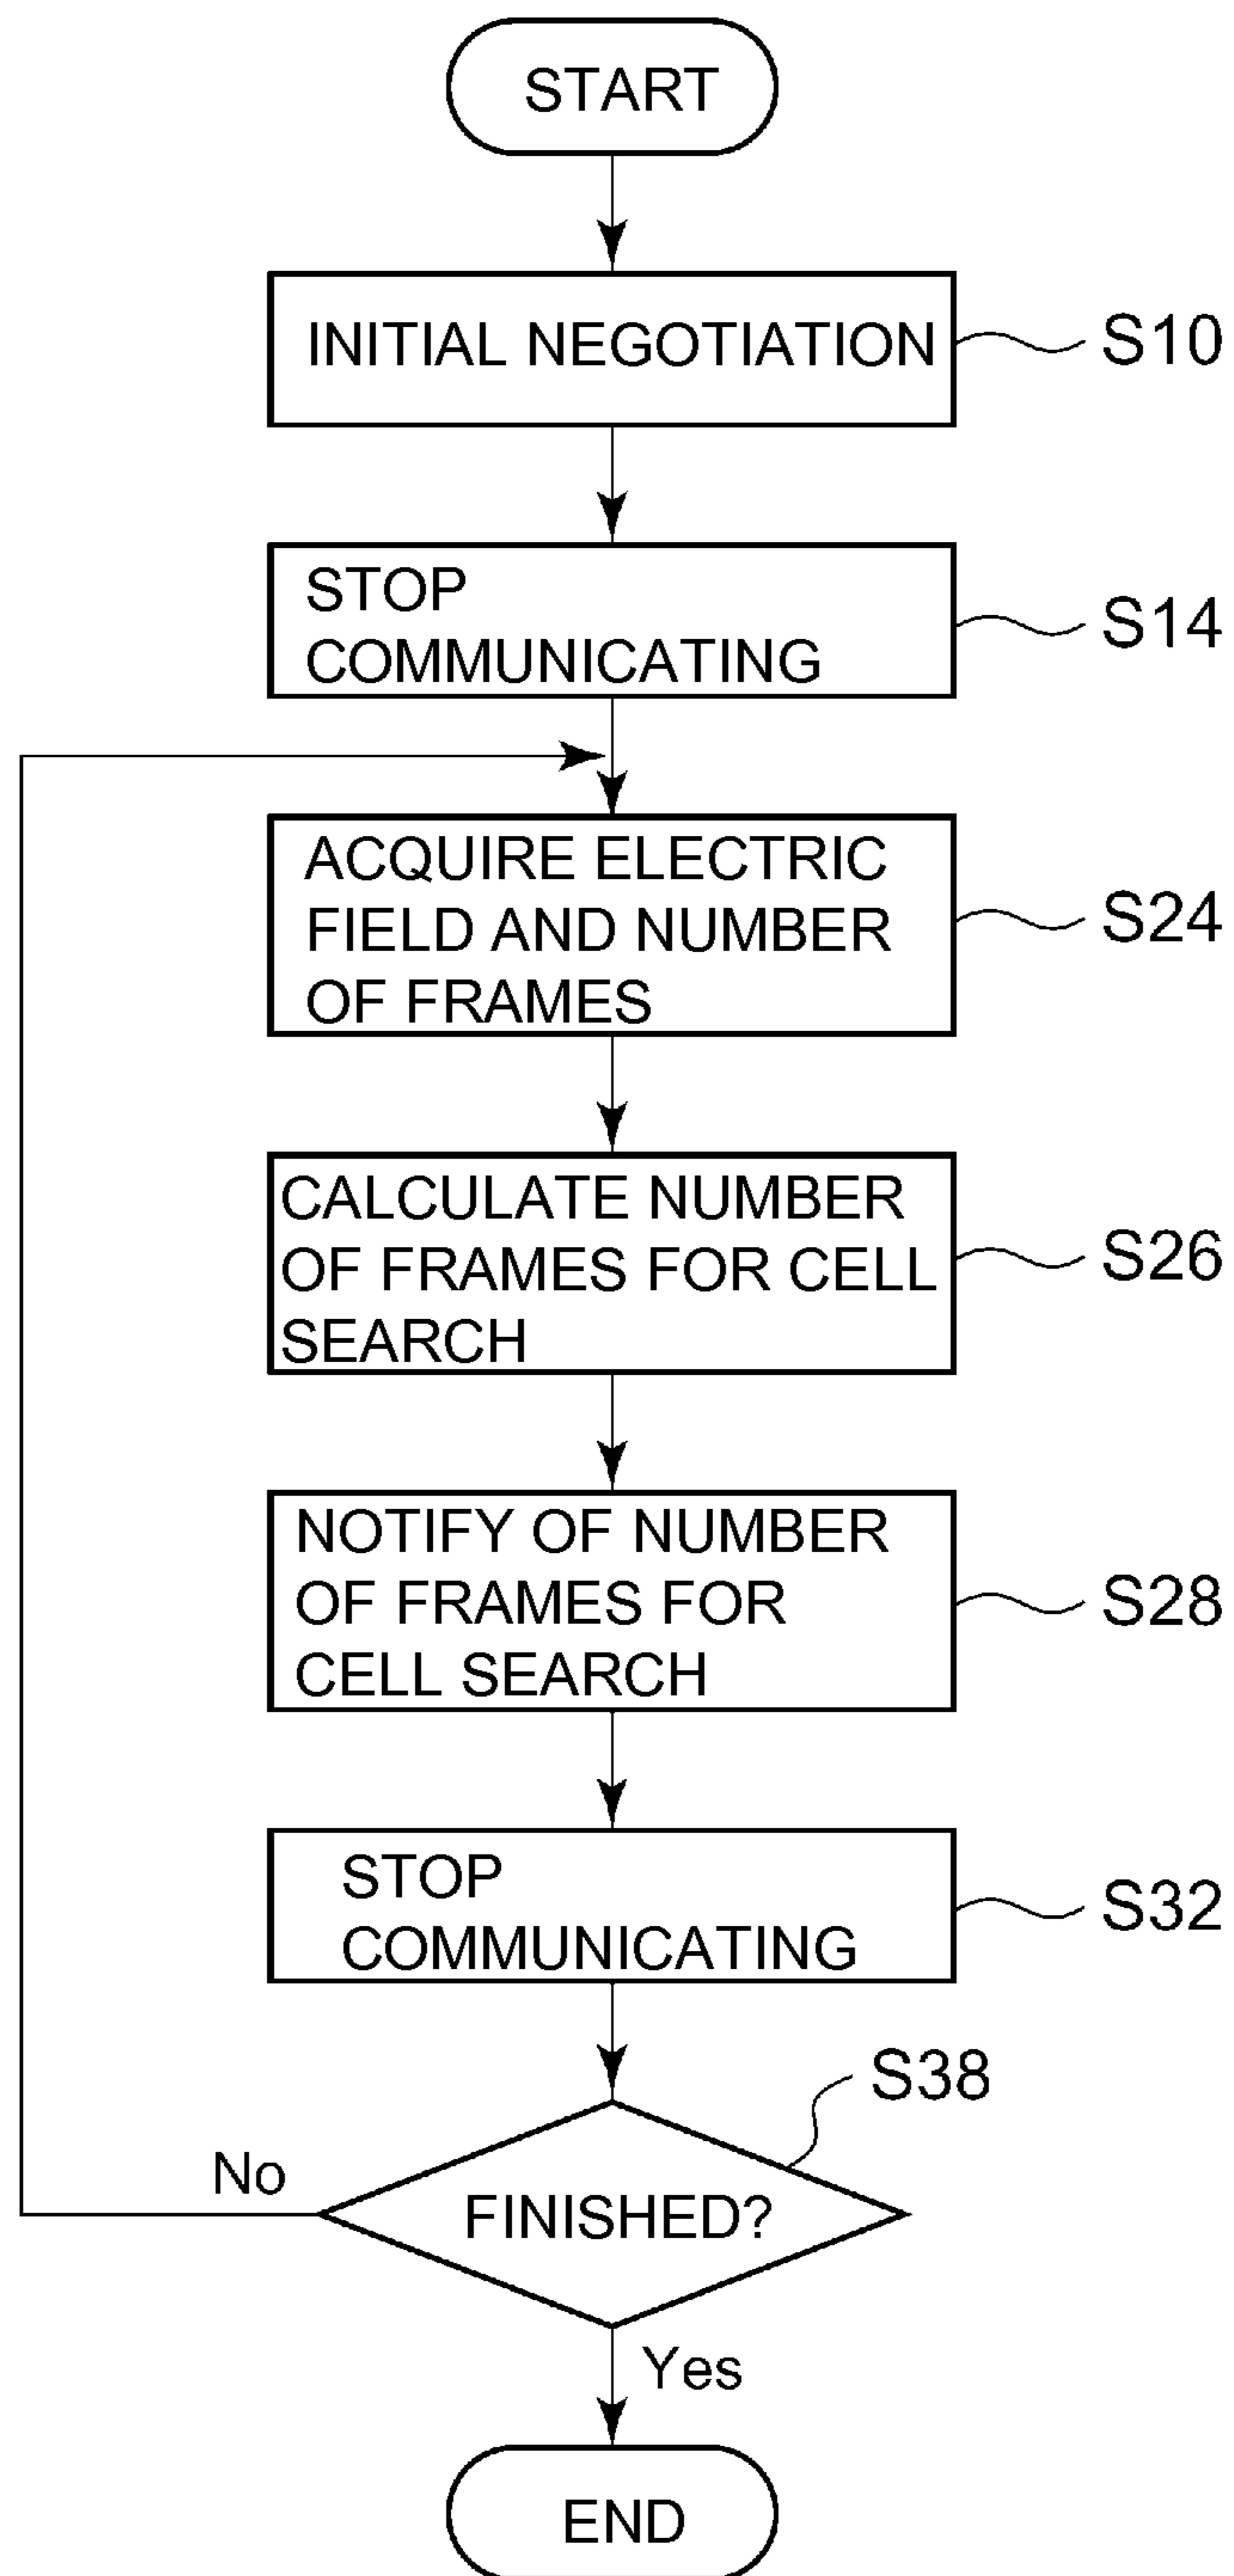 START
INITIAL NEGOTIATION
S10
STOP
COMMUNICATING
S14
ACQUIRE ELECTRIC
FIELD AND NUMBER
OF FRAMES
S24
CALCULATE NUMBER
OF FRAMES FOR CELL
SEARCH
S26
NOTIFY OF NUMBER
OF FRAMES FOR
CELL SEARCH
S28
STOP
COMMUNICATING
S32
S38
No
FINISHED?
Yes
END